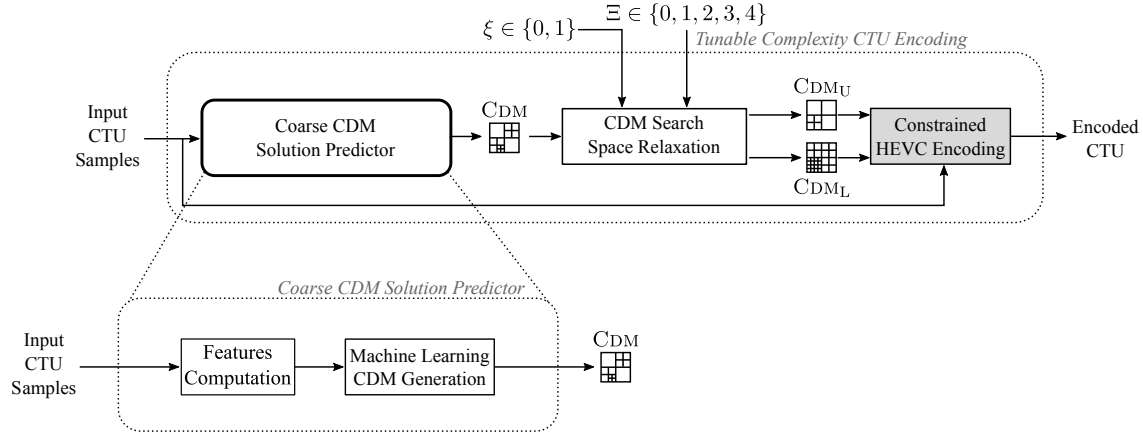 Ξ ∈ {0, 1, 2, 3, 4}
ξ ∈ {0, 1}
Tunable Complexity CTU Encoding
Input
CTU
Samples
Coarse CDM
Solution Predictor
CDM
CDM Search
Space Relaxation
CDM_U
CDM_L
Constrained
HEVC Encoding
Encoded
CTU
Coarse CDM Solution Predictor
Input
CTU
Samples
Features
Computation
Machine Learning
CDM Generation
CDM